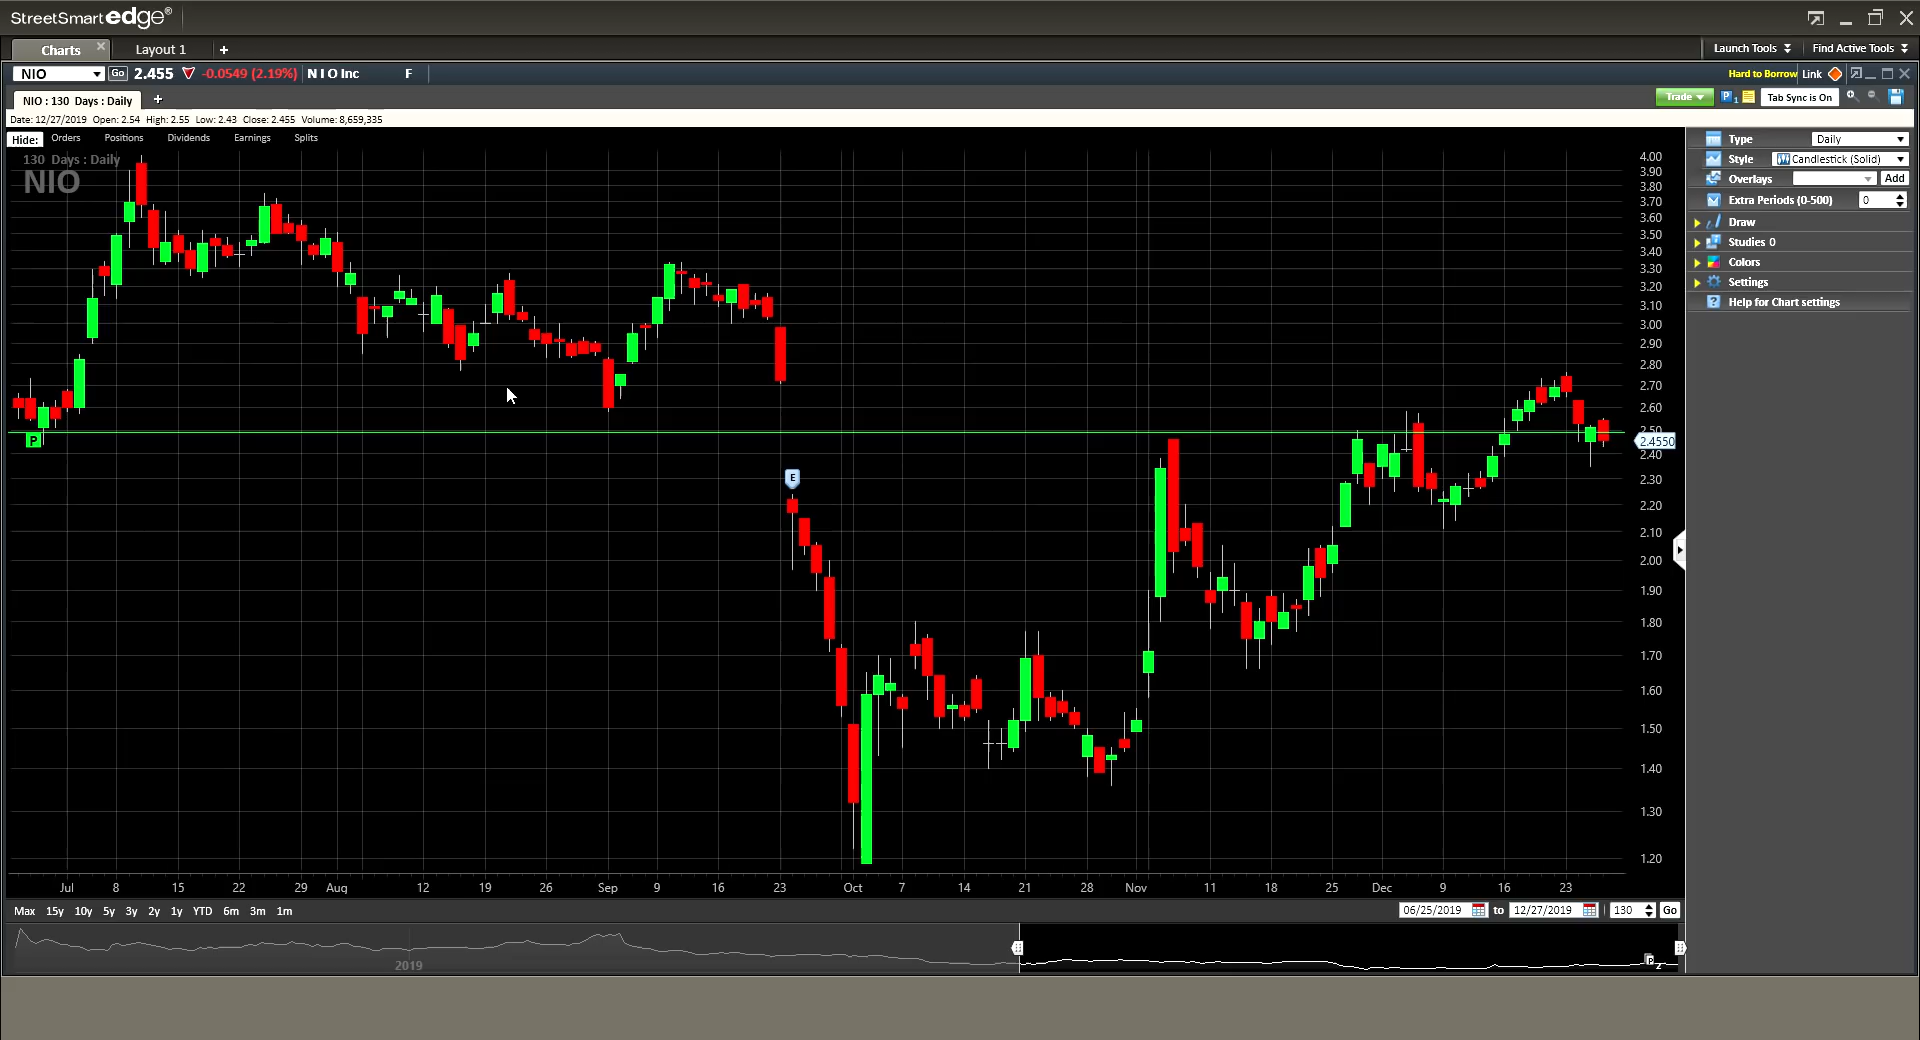 StreetSmart edge®
Charts Layout 1 + Launch Tools Find Active Tools
NIO Go 2.455 -0.0549 (2.19%) N I O Inc F Hard to Borrow Link
NIO : 130 Days : Daily + Trade P 1 Tab Sync is On
Date: 12/27/2019 Open: 2.54 High: 2.55 Low: 2.43 Close: 2.455 Volume: 8,659,335
Hide: Orders Positions Dividends Earnings Splits
130 Days : Daily
NIO
4.00
3.90
3.80
3.70
3.60
3.50
3.40
3.30
3.20
3.10
3.00
2.90
2.80
2.70
2.60
2.50
2.4550
2.40
2.30
2.20
2.10
2.00
1.90
1.80
1.70
1.60
1.50
1.40
1.30
1.20
P
E
Jul 8 15 22 29 Aug 12 19 26 Sep 9 16 23 Oct 7 14 21 28 Nov 11 18 25 Dec 9 16 23
Max 15y 10y 5y 3y 2y 1y YTD 6m 3m 1m 06/25/2019 to 12/27/2019 130 Go
2019
P 2
Type Daily
Style Candlestick (Solid)
Overlays Add
Extra Periods (0-500) 0
Draw
Studies 0
Colors
Settings
? Help for Chart settings